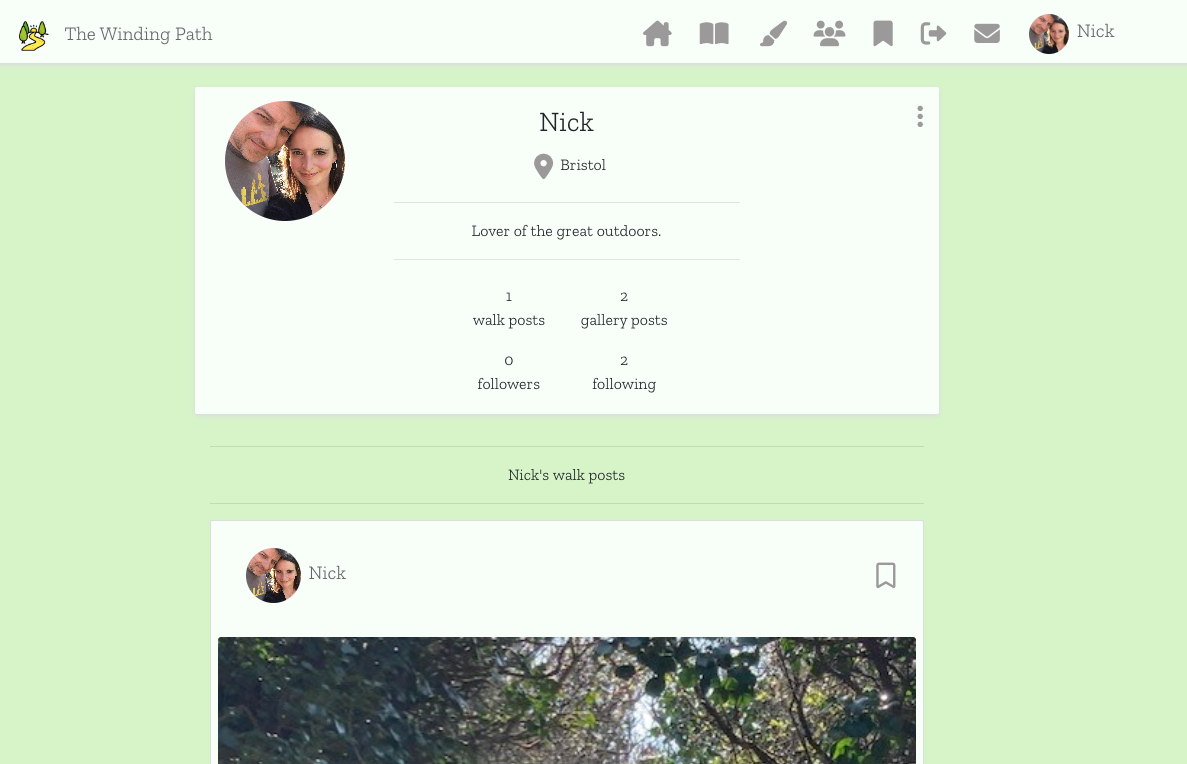 The Winding Path
Nick
Nick
Bristol
Lover of the great outdoors.
1 2
walk posts gallery posts
0 2
followers following
Nick's walk posts
Nick